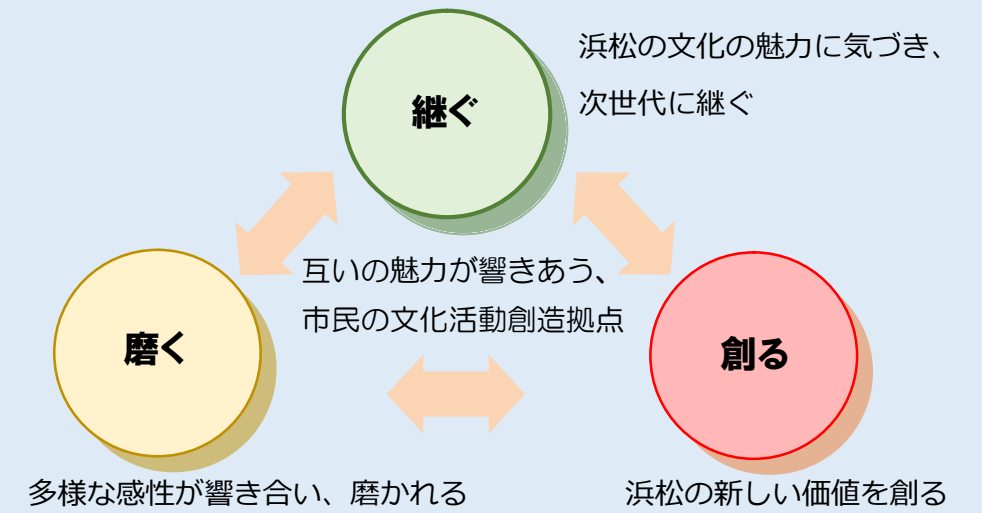 継ぐ
浜松の文化の魅力に気づき、
次世代に継ぐ
互いの魅力が響きあう、
市民の文化活動創造拠点
磨く
創る
多様な感性が響き合い、磨かれる
浜松の新しい価値を創る